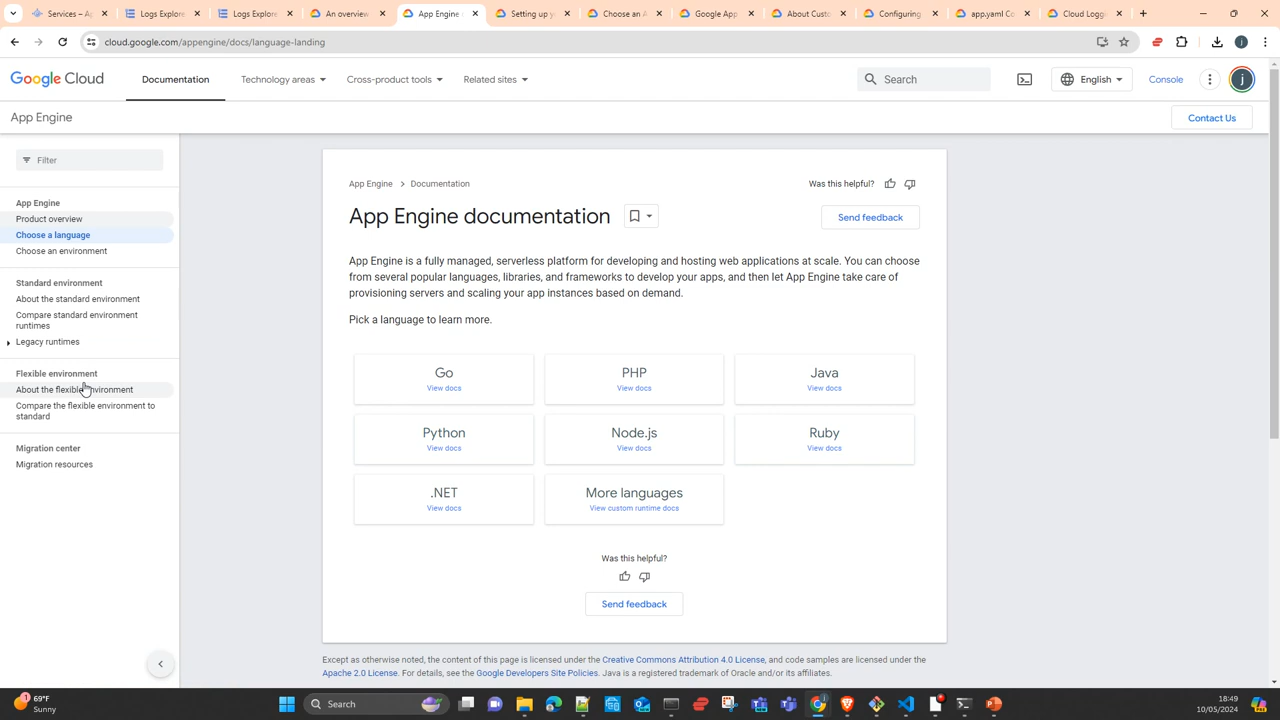 Services – A
Logs Explore
Logs Explore
An overview
App Engine
Setting up y
Choose an A
Google App
About Custo
Configuring
app.yaml Co
Cloud Loggi
cloud.google.com/appengine/docs/language-landing
j
Google Cloud
Documentation
Technology areas
Cross-product tools
Related sites
Search
English
Console
j
App Engine
Contact Us
Filter
App Engine
Product overview
Choose a language
Choose an environment
Standard environment
About the standard environment
Compare standard environment
runtimes
Legacy runtimes
Flexible environment
About the flexible environment
Compare the flexible environment to
standard
Migration center
Migration resources
App Engine
Documentation
Was this helpful?
App Engine documentation
Send feedback
App Engine is a fully managed, serverless platform for developing and hosting web applications at scale. You can choose
from several popular languages, libraries, and frameworks to develop your apps, and then let App Engine take care of
provisioning servers and scaling your app instances based on demand.
Pick a language to learn more.
Go
View docs
PHP
View docs
Java
View docs
Python
View docs
Node.js
View docs
Ruby
View docs
.NET
View docs
More languages
View custom runtime docs
Was this helpful?
Send feedback
Except as otherwise noted, the content of this page is licensed under the Creative Commons Attribution 4.0 License, and code samples are licensed under the
Apache 2.0 License. For details, see the Google Developers Site Policies. Java is a registered trademark of Oracle and/or its affiliates.
69°F
Sunny
Search
18:49
10/05/2024